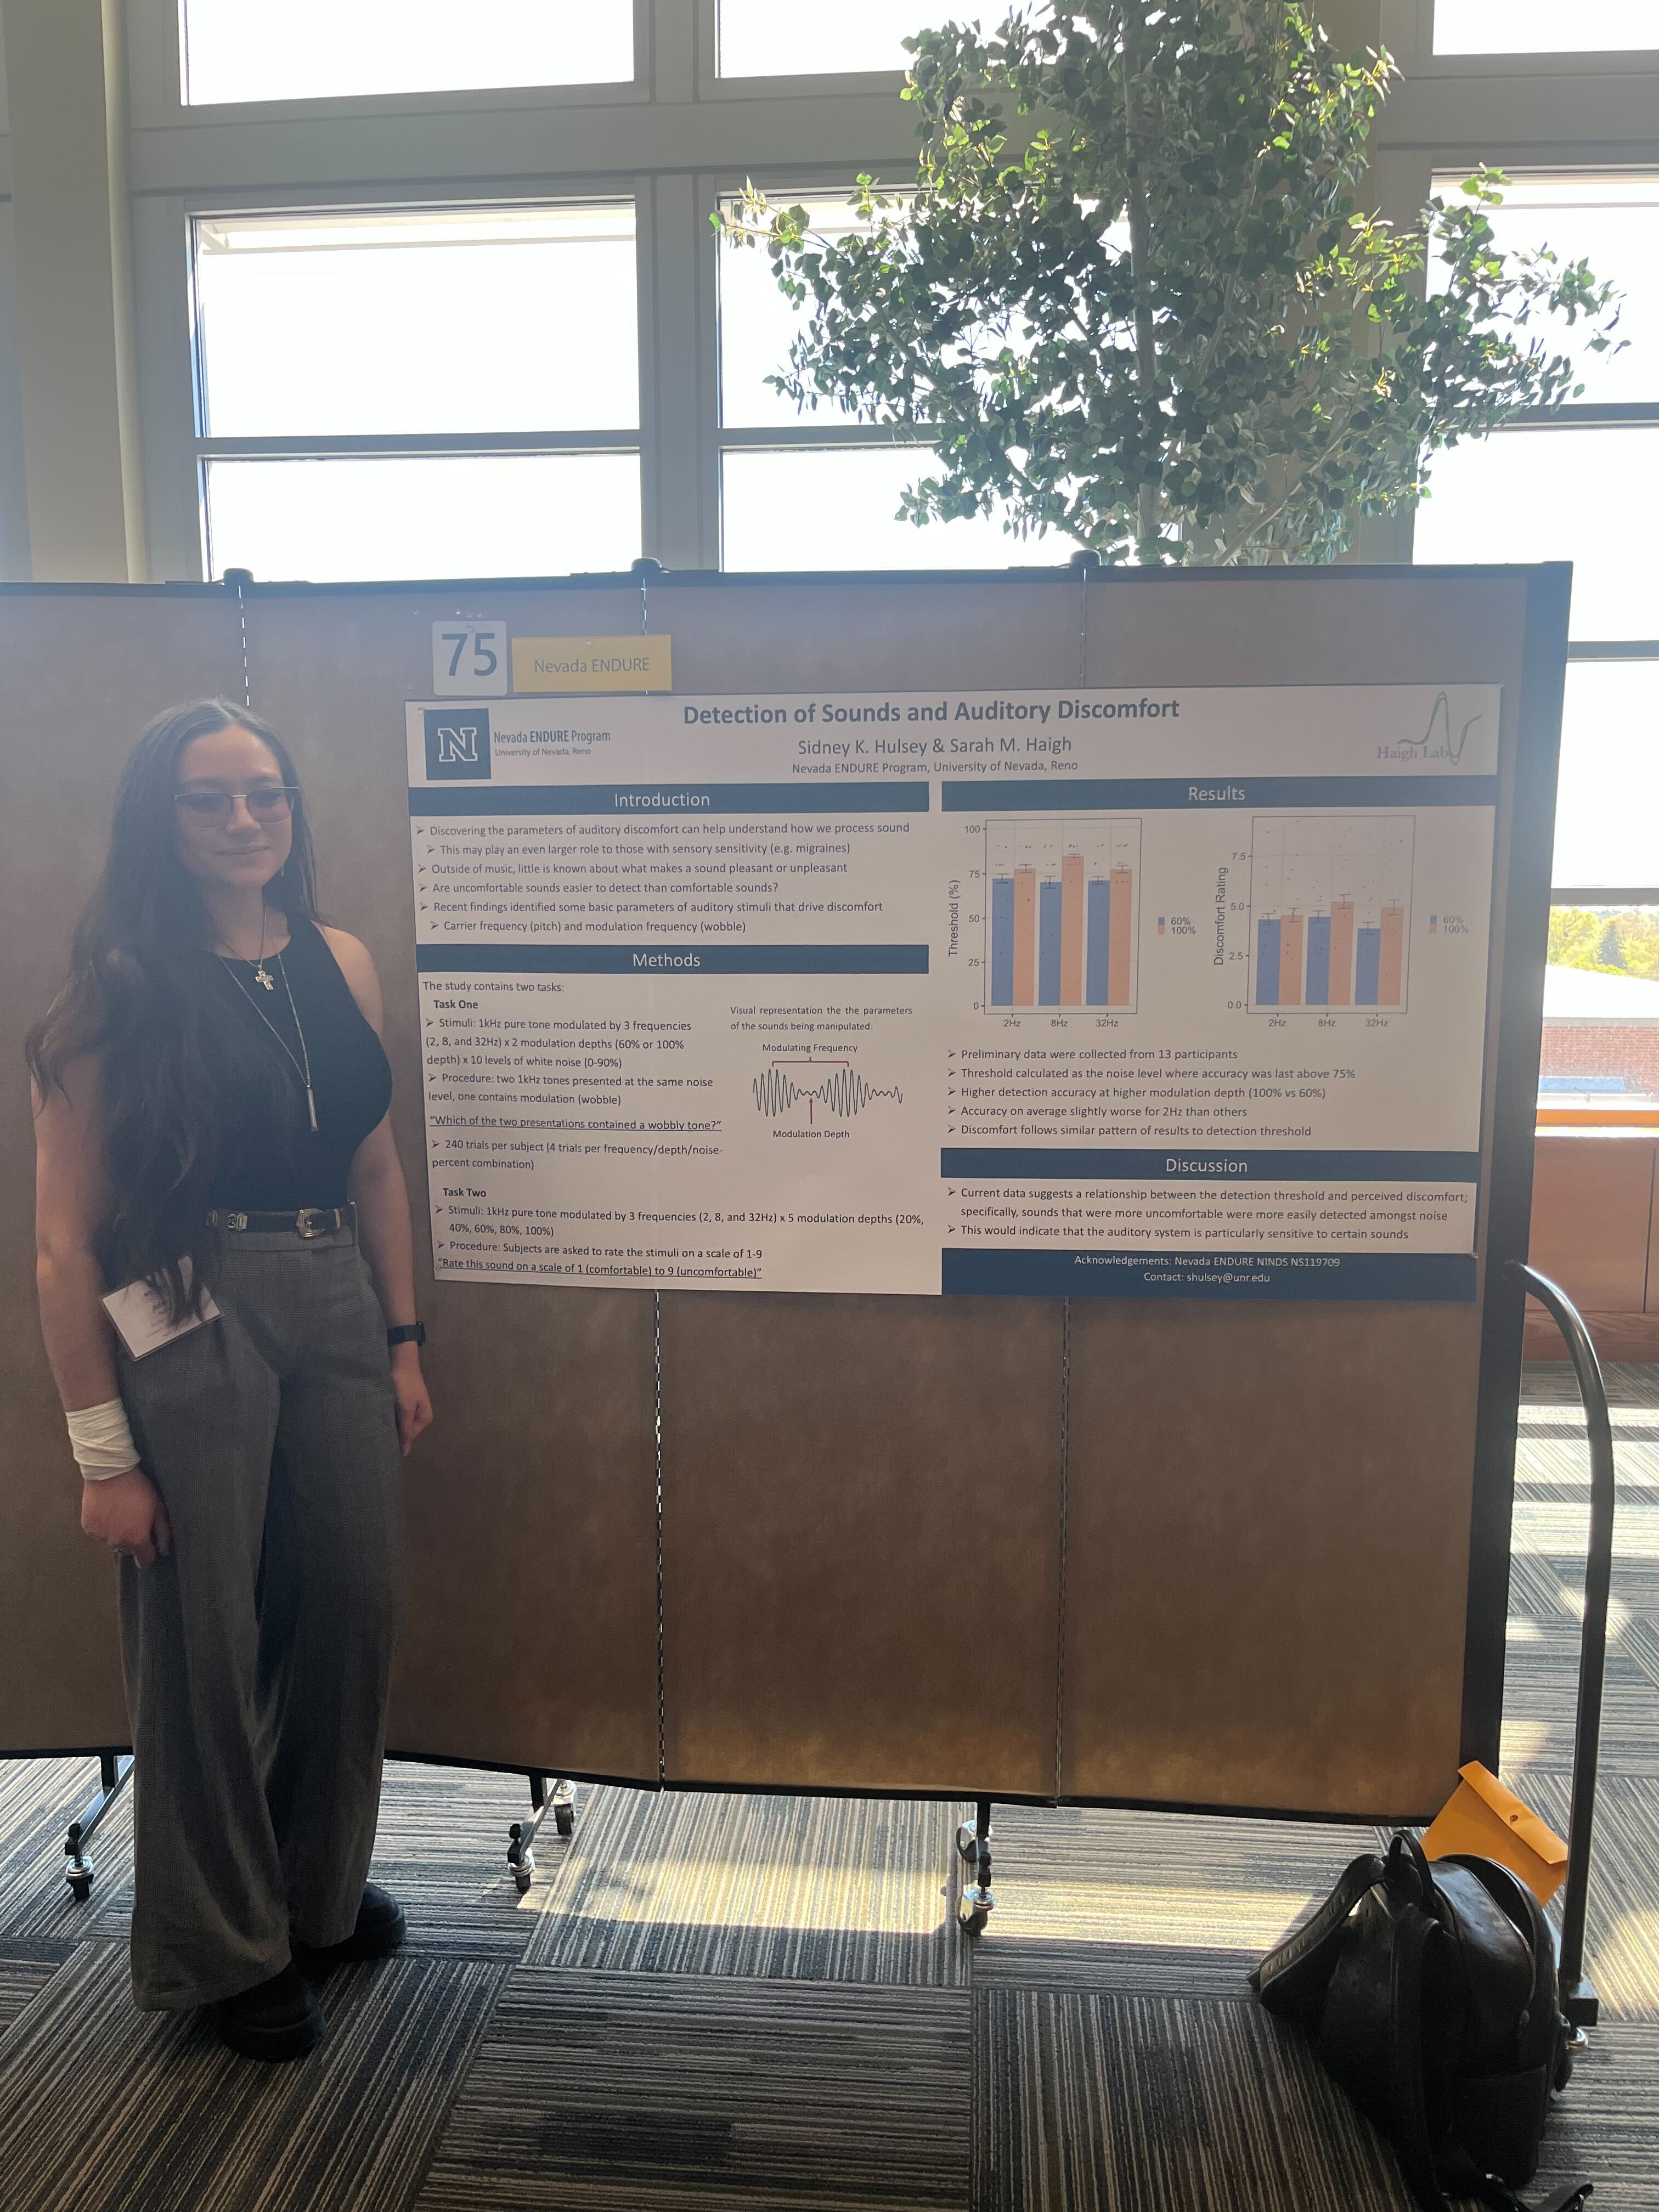 75
Nevada ENDURE
N
Nevada ENDURE Program
University of Nevada, Reno
Detection of Sounds and Auditory Discomfort
Sidney K. Hulsey & Sarah M. Haigh
Nevada ENDURE Program, University of Nevada, Reno
Haigh Lab
Introduction
➢ Discovering the parameters of auditory discomfort can help understand how we process sound
➢ This may play an even larger role to those with sensory sensitivity (e.g. migraines)
➢ Outside of music, little is known about what makes a sound pleasant or unpleasant
➢ Are uncomfortable sounds easier to detect than comfortable sounds?
➢ Recent findings identified some basic parameters of auditory stimuli that drive discomfort
➢ Carrier frequency (pitch) and modulation frequency (wobble)
Methods
The study contains two tasks:
Task One
➢ Stimuli: 1kHz pure tone modulated by 3 frequencies
(2, 8, and 32Hz) x 2 modulation depths (60% or 100%
depth) x 10 levels of white noise (0-90%)
➢ Procedure: two 1kHz tones presented at the same noise
level, one contains modulation (wobble)
"Which of the two presentations contained a wobbly tone?"
➢ 240 trials per subject (4 trials per frequency/depth/noise-
percent combination)
Visual representation the the parameters
of the sounds being manipulated:
Modulating Frequency
Modulation Depth
Task Two
➢ Stimuli: 1kHz pure tone modulated by 3 frequencies (2, 8, and 32Hz) x 5 modulation depths (20%,
40%, 60%, 80%, 100%)
➢ Procedure: Subjects are asked to rate the stimuli on a scale of 1-9
"Rate this sound on a scale of 1 (comfortable) to 9 (uncomfortable)"
Results
Threshold (%)
100
75
50
25
0
2Hz 8Hz 32Hz
60%
100%
Discomfort Rating
7.5
5.0
2.5
0.0
2Hz 8Hz 32Hz
60%
100%
➢ Preliminary data were collected from 13 participants
➢ Threshold calculated as the noise level where accuracy was last above 75%
➢ Higher detection accuracy at higher modulation depth (100% vs 60%)
➢ Accuracy on average slightly worse for 2Hz than others
➢ Discomfort follows similar pattern of results to detection threshold
Discussion
➢ Current data suggests a relationship between the detection threshold and perceived discomfort;
specifically, sounds that were more uncomfortable were more easily detected amongst noise
➢ This would indicate that the auditory system is particularly sensitive to certain sounds
Acknowledgements: Nevada ENDURE NINDS NS119709
Contact: shulsey@unr.edu